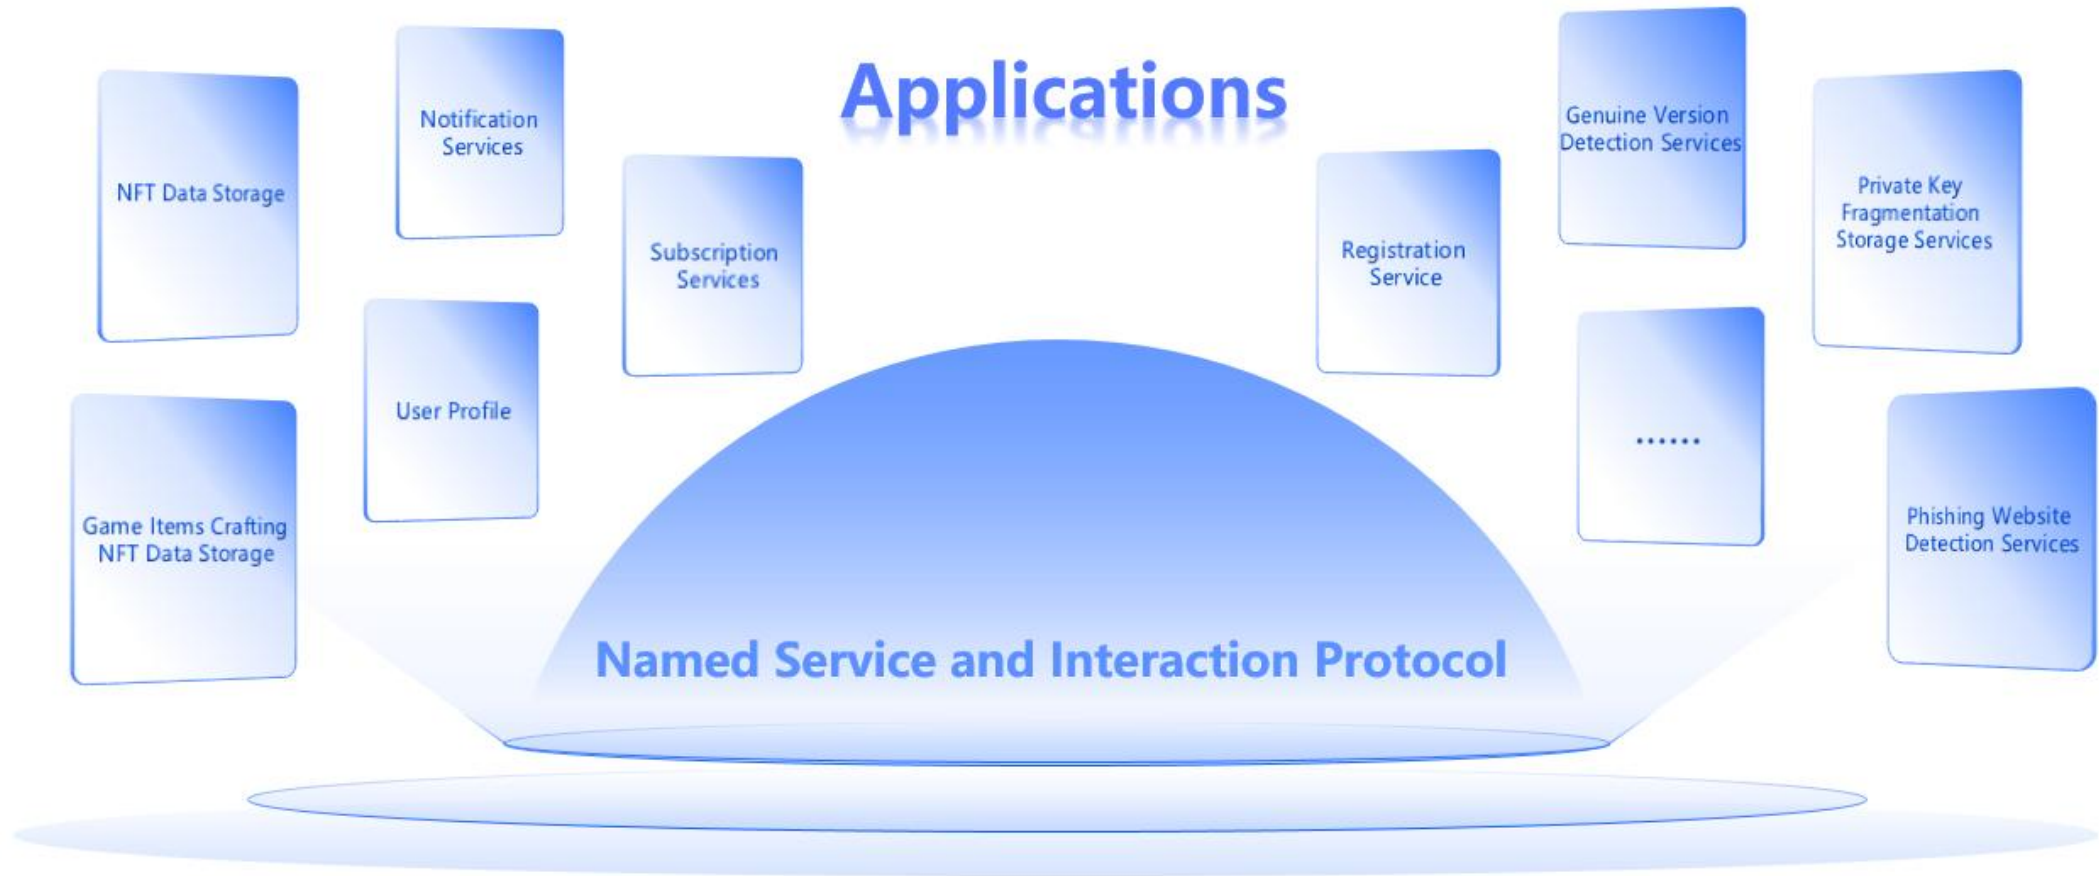 Applications
NFT Data Storage
Notification
Services
Subscription
Services
User Profile
Game Items Crafting
NFT Data Storage
Registration
Service
Genuine Version
Detection Services
Private Key
Fragmentation
Storage Services
......
Phishing Website
Detection Services
Named Service and Interaction Protocol